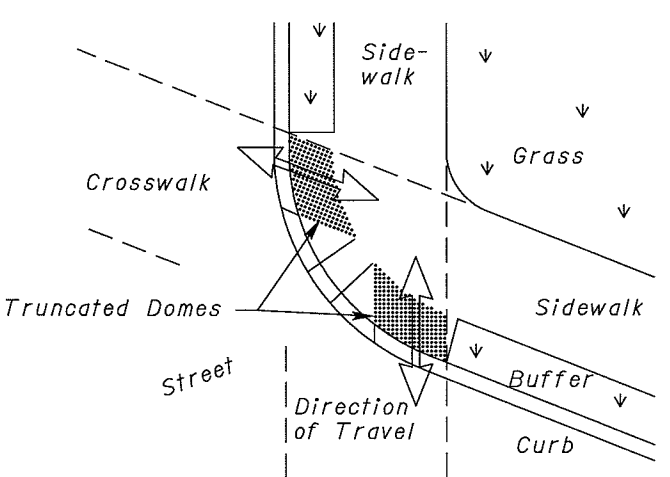 Side-
walk
Grass
Crosswalk
Truncated Domes
Sidewalk
Street
Buffer
Direction
of Travel
Curb